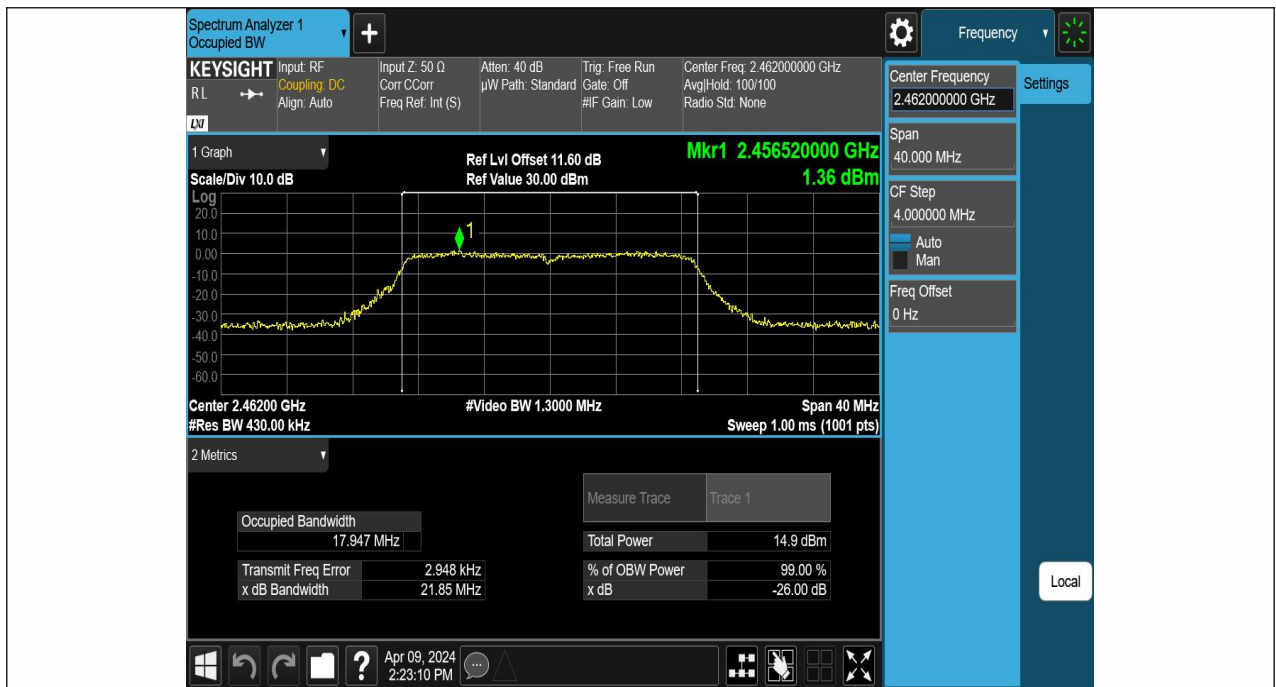 Spectrum Analyzer 1
Occupied BW
▼
+
Frequency
▼
KEYSIGHT
R L
LXI
Input: RF
Coupling: DC
Align: Auto
Input Z: 50 Ω
Corr CCorr
Freq Ref: Int (S)
Atten: 40 dB
µW Path: Standard
Trig: Free Run
Gate: Off
#IF Gain: Low
Center Freq: 2.462000000 GHz
Avg|Hold: 100/100
Radio Std: None
Center Frequency
2.462000000 GHz
Settings
Span
40.000 MHz
CF Step
4.000000 MHz
Auto
Man
Freq Offset
0 Hz
Local
1 Graph ▼
Scale/Div 10.0 dB
Ref Lvl Offset 11.60 dB
Ref Value 30.00 dBm
Mkr1 2.456520000 GHz
1.36 dBm
Log
20.0
10.0
0.00
-10.0
-20.0
-30.0
-40.0
-50.0
-60.0
1
Center 2.46200 GHz #Video BW 1.3000 MHz Span 40 MHz
#Res BW 430.00 kHz Sweep 1.00 ms (1001 pts)
2 Metrics ▼
Measure Trace Trace 1
Occupied Bandwidth
17.947 MHz
Total Power 14.9 dBm
Transmit Freq Error 2.948 kHz
% of OBW Power 99.00 %
x dB Bandwidth 21.85 MHz
x dB -26.00 dB
?
Apr 09, 2024
2:23:10 PM